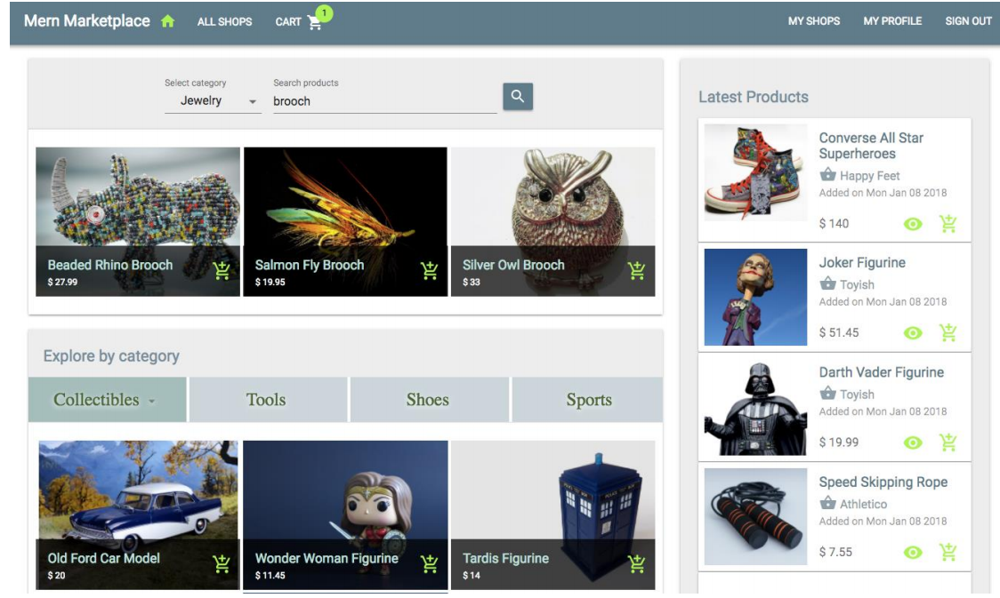 Mern Marketplace
ALL SHOPS
CART
1
MY SHOPS
MY PROFILE
SIGN OUT
Select category
Jewelry
Search products
brooch
Beaded Rhino Brooch
$ 27.99
Salmon Fly Brooch
$ 19.95
Silver Owl Brooch
$ 33
Explore by category
Collectibles
Tools
Shoes
Sports
Old Ford Car Model
$ 20
Wonder Woman Figurine
$ 11.45
Tardis Figurine
$ 14
Latest Products
Converse All Star
Superheroes
Happy Feet
Added on Mon Jan 08 2018
$ 140
Joker Figurine
Toyish
Added on Mon Jan 08 2018
$ 51.45
Darth Vader Figurine
Toyish
Added on Mon Jan 08 2018
$ 19.99
Speed Skipping Rope
Athletico
Added on Mon Jan 08 2018
$ 7.55